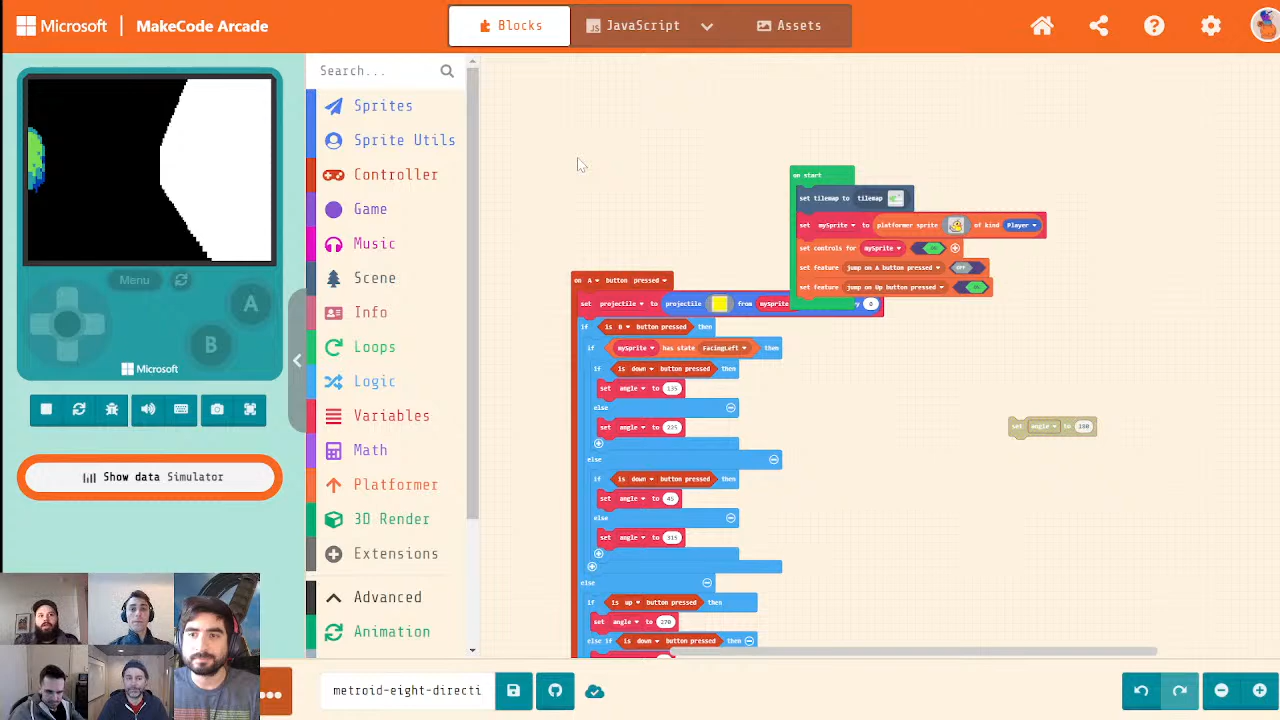 Microsoft | MakeCode Arcade
Blocks
JavaScript
Assets
Search...
Sprites
Sprite Utils
Controller
Game
Music
Scene
Info
Loops
Logic
Variables
Math
Platformer
3D Render
Extensions
Advanced
Animation
Menu
A
B
Microsoft
Show data Simulator
on start
set tilemap to tilemap
set mySprite to platformer sprite of kind Player
set controls for mySprite ON
set feature jump on A button pressed OFF
set feature jump on Up button pressed ON
on A button pressed
set projectile to projectile from mysprite y 0
if is B button pressed then
if mySprite has state FacingLeft then
if is down button pressed then
set angle to 135
else
set angle to 225
else
if is down button pressed then
set angle to 45
else
set angle to 315
else
if is up button pressed then
set angle to 270
else if is down button pressed then
set angle to 180
metroid-eight-directi